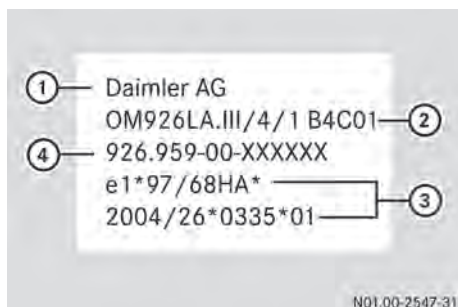 1 Daimler AG
OM926LA.III/4/1 B4C01 2
4 926.959-00-XXXXXX
e1*97/68HA*
3
2004/26*0335*01
N01.00-2547-31